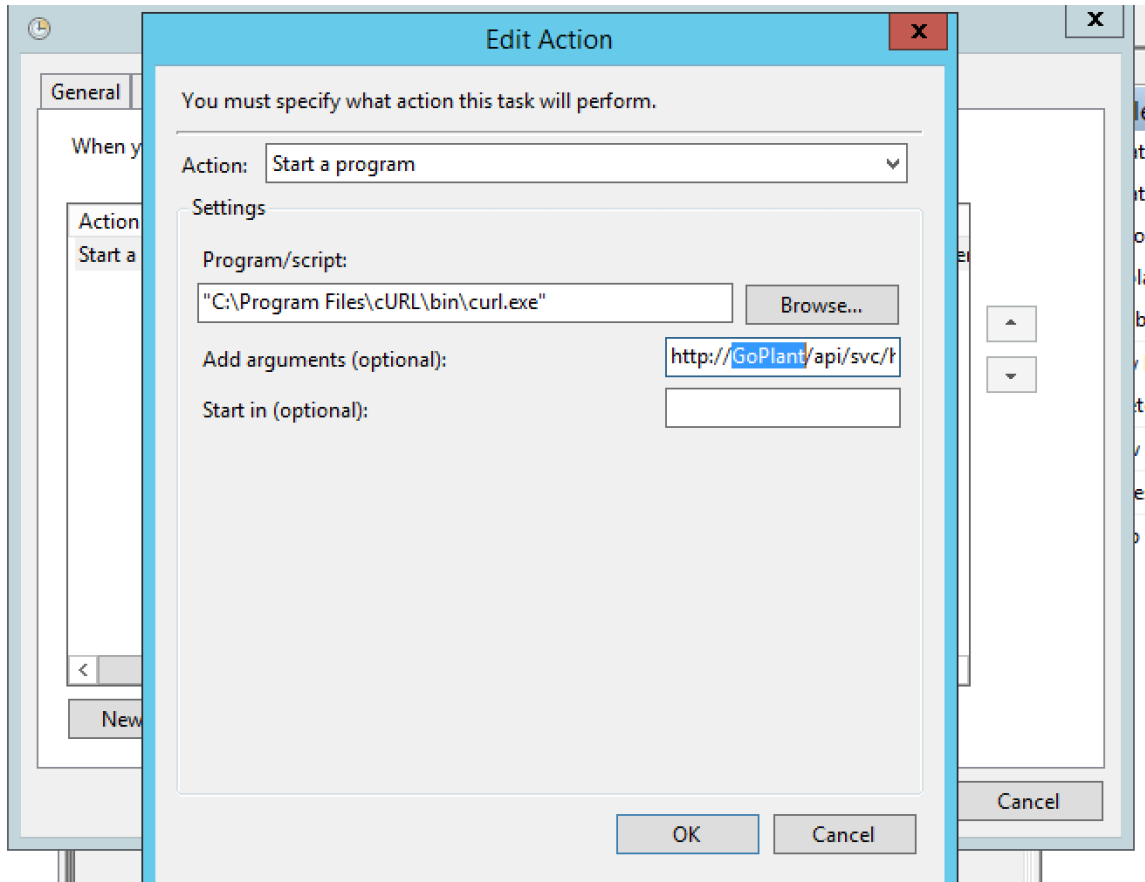 Edit Action
x
x
General
You must specify what action this task will perform.
When y
Action: Start a program
Settings
Action
Start a
Program/script:
"C:\Program Files\cURL\bin\curl.exe"
Browse...
Add arguments (optional):
http://GoPlant/api/svc/h
Start in (optional):
New
Cancel
OK
Cancel